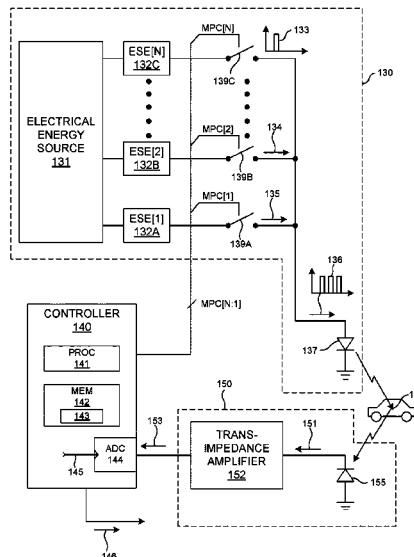 MPC[N]
133
ESE[N]
132C
139C
130
ELECTRICAL
ENERGY
SOURCE
131
MPC[2]
134
ESE[2]
132B
139B
MPC[1]
135
ESE[1]
132A
139A
136
MPC[N:1]
CONTROLLER
140
PROC
141
137
MEM
142
143
150
153
151
ADC
144
145
TRANS-
IMPEDANCE
AMPLIFIER
152
155
146